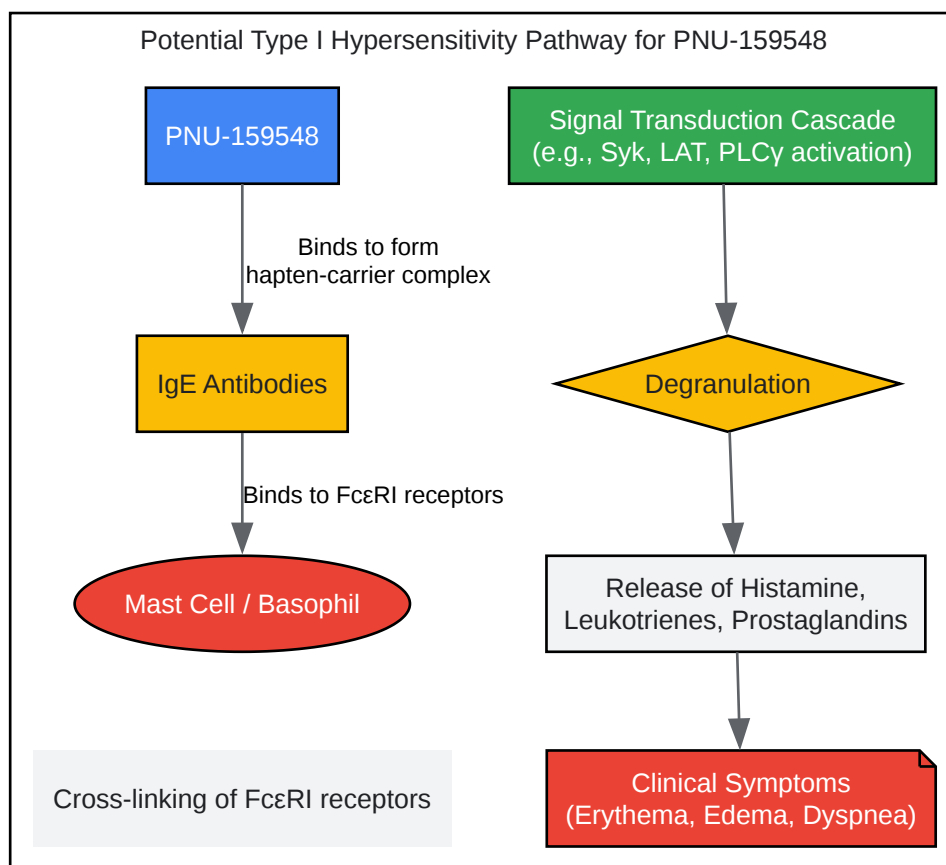 Potential Type I Hypersensitivity Pathway for PNU-159548
PNU-159548
Binds to form
hapten-carrier complex
IgE Antibodies
Binds to FcεRI receptors
Mast Cell / Basophil
Cross-linking of FcεRI receptors
Signal Transduction Cascade
(e.g., Syk, LAT, PLCγ activation)
Degranulation
Release of Histamine,
Leukotrienes, Prostaglandins
Clinical Symptoms
(Erythema, Edema, Dyspnea)